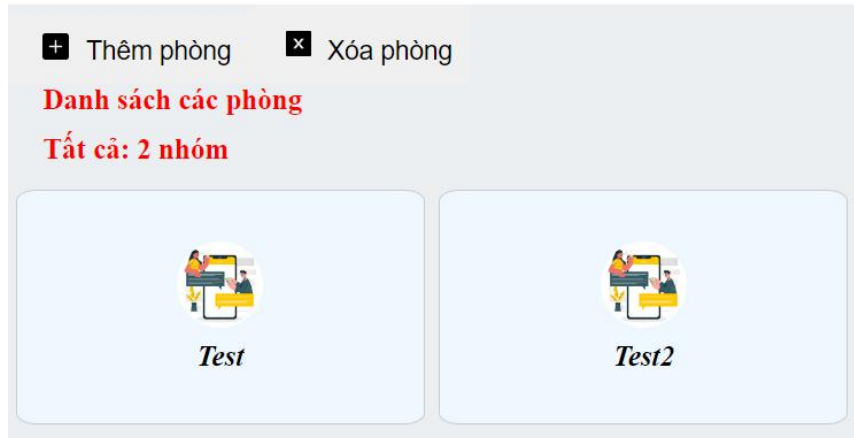 Thêm phòng Xóa phòng
Danh sách các phòng
Tất cả: 2 nhóm
Test Test2